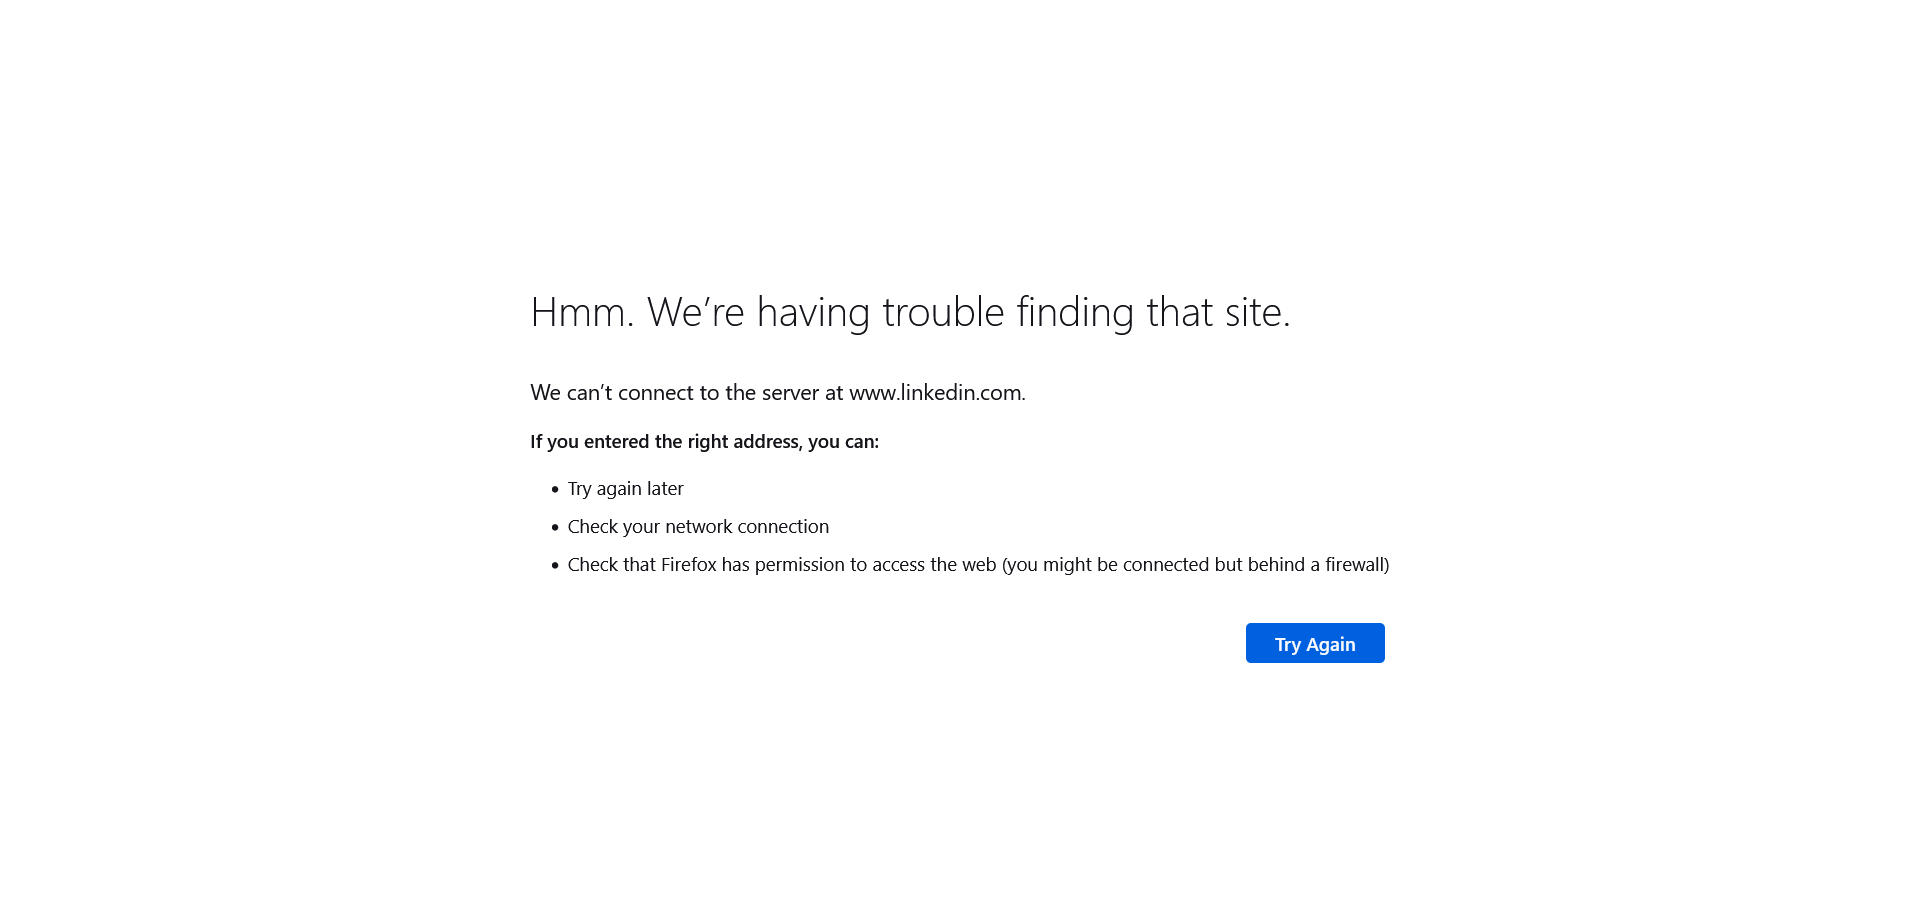 Hmm. We’re having trouble finding that site.
We can’t connect to the server at www.linkedin.com.
If you entered the right address, you can:
• Try again later
• Check your network connection
• Check that Firefox has permission to access the web (you might be connected but behind a firewall)
Try Again